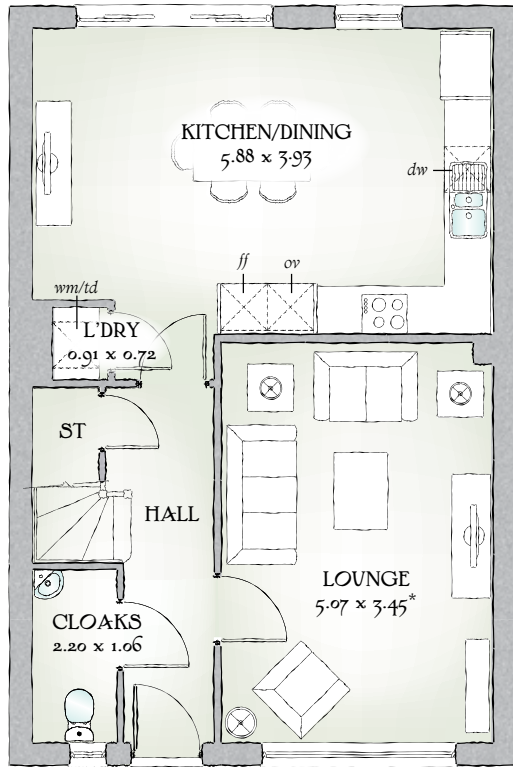 KITCHEN/DINING
5.88 x 3.93
dw
ff
ov
wm/td
L'DRY
0.91 x 0.72
ST
HALL
LOUNGE
5.07 x 3.45*
CLOAKS
2.20 x 1.06